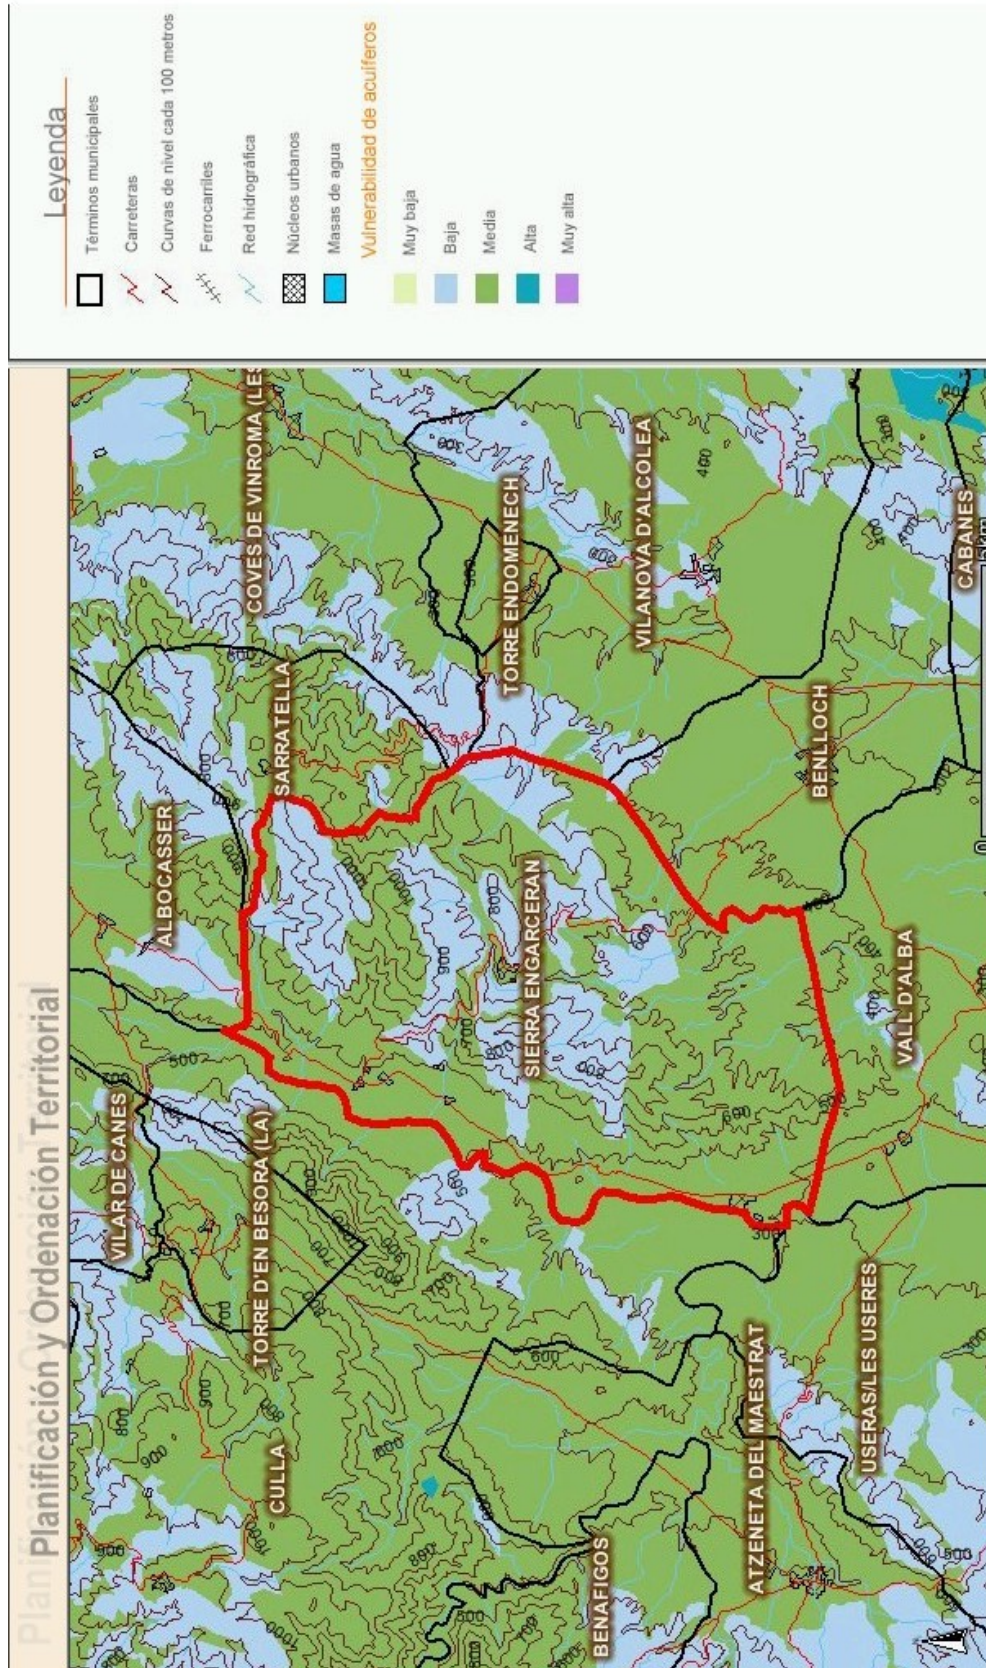 Planificación y Ordenación Territorial
VILAR DE CANES
ALBOCASSER
TORRE D'EN BESORA (LA)
SARRATELLA
COVES DE VINROMA (LES
CULLA
SIERRA ENGARCERAN
TORRE ENDOMENECH
BENAFIGOS
VILANOVA D'ALCOLEA
ATZENETA DEL MAESTRAT
BENLLOCH
USERAS/LES USERES
VALL D'ALBA
CABANES
0
5km
Leyenda
Términos municipales
Carreteras
Curvas de nivel cada 100 metros
Ferrocarriles
Red hidrográfica
Núcleos urbanos
Masas de agua
Vulnerabilidad de acuíferos
Muy baja
Baja
Media
Alta
Muy alta